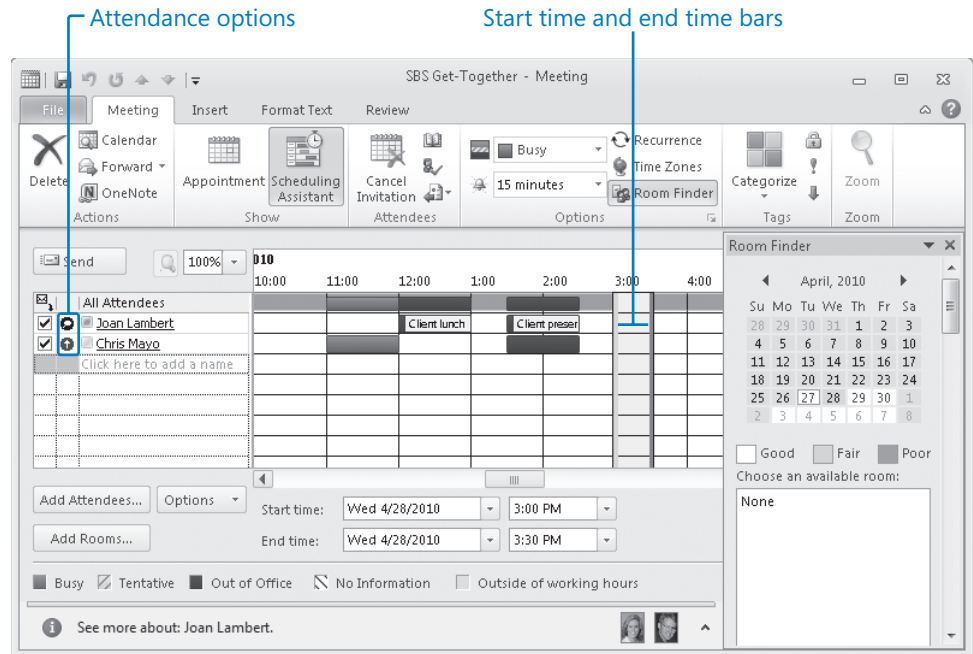 Attendance options
Start time and end time bars
SBS Get-Together - Meeting
File Meeting Insert Format Text Review
Delete
Calendar
Forward
OneNote
Actions
Appointment
Scheduling
Assistant
Show
Cancel
Invitation
Attendees
Busy
15 minutes
Recurrence
Time Zones
Room Finder
Options
Categorize
Tags
Zoom
Zoom
Send
100%
010
10:00 11:00 12:00 1:00 2:00 3:00 4:00
All Attendees
Joan Lambert Client lunch Client preser
Chris Mayo
Click here to add a name
Add Attendees... Options
Add Rooms...
Start time: Wed 4/28/2010 3:00 PM
End time: Wed 4/28/2010 3:30 PM
Busy Tentative Out of Office No Information Outside of working hours
See more about: Joan Lambert.
Room Finder
April, 2010
Su Mo Tu We Th Fr Sa
28 29 30 31 1 2 3
4 5 6 7 8 9 10
11 12 13 14 15 16 17
18 19 20 21 22 23 24
25 26 27 28 29 30 1
2 3 4 5 6 7 8
Good Fair Poor
Choose an available room:
None